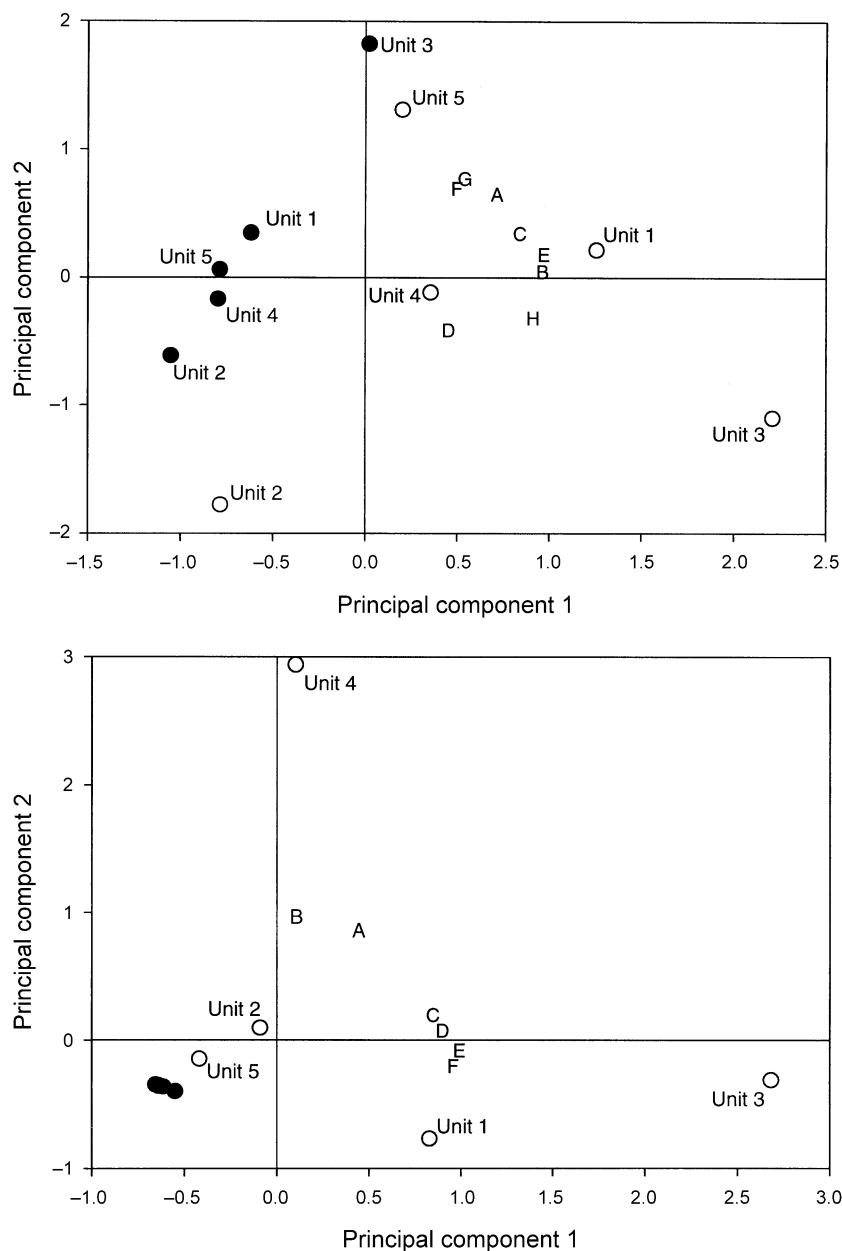 2
Unit 3
Unit 5
1
G
F
A
Unit 1
C
Unit 1
Unit 5
E
B
0
Unit 4
Unit 4
H
D
Unit 2
–1
Unit 3
Unit 2
–2
–1.5 –1.0 –0.5 0.0 0.5 1.0 1.5 2.0 2.5
Principal component 1
Principal component 2
3
Unit 4
2
1
B
A
Unit 2
C
D
0
E
F
Unit 5
Unit 3
Unit 1
–1
–1.0 –0.5 0.0 0.5 1.0 1.5 2.0 2.5 3.0
Principal component 1
Principal component 2